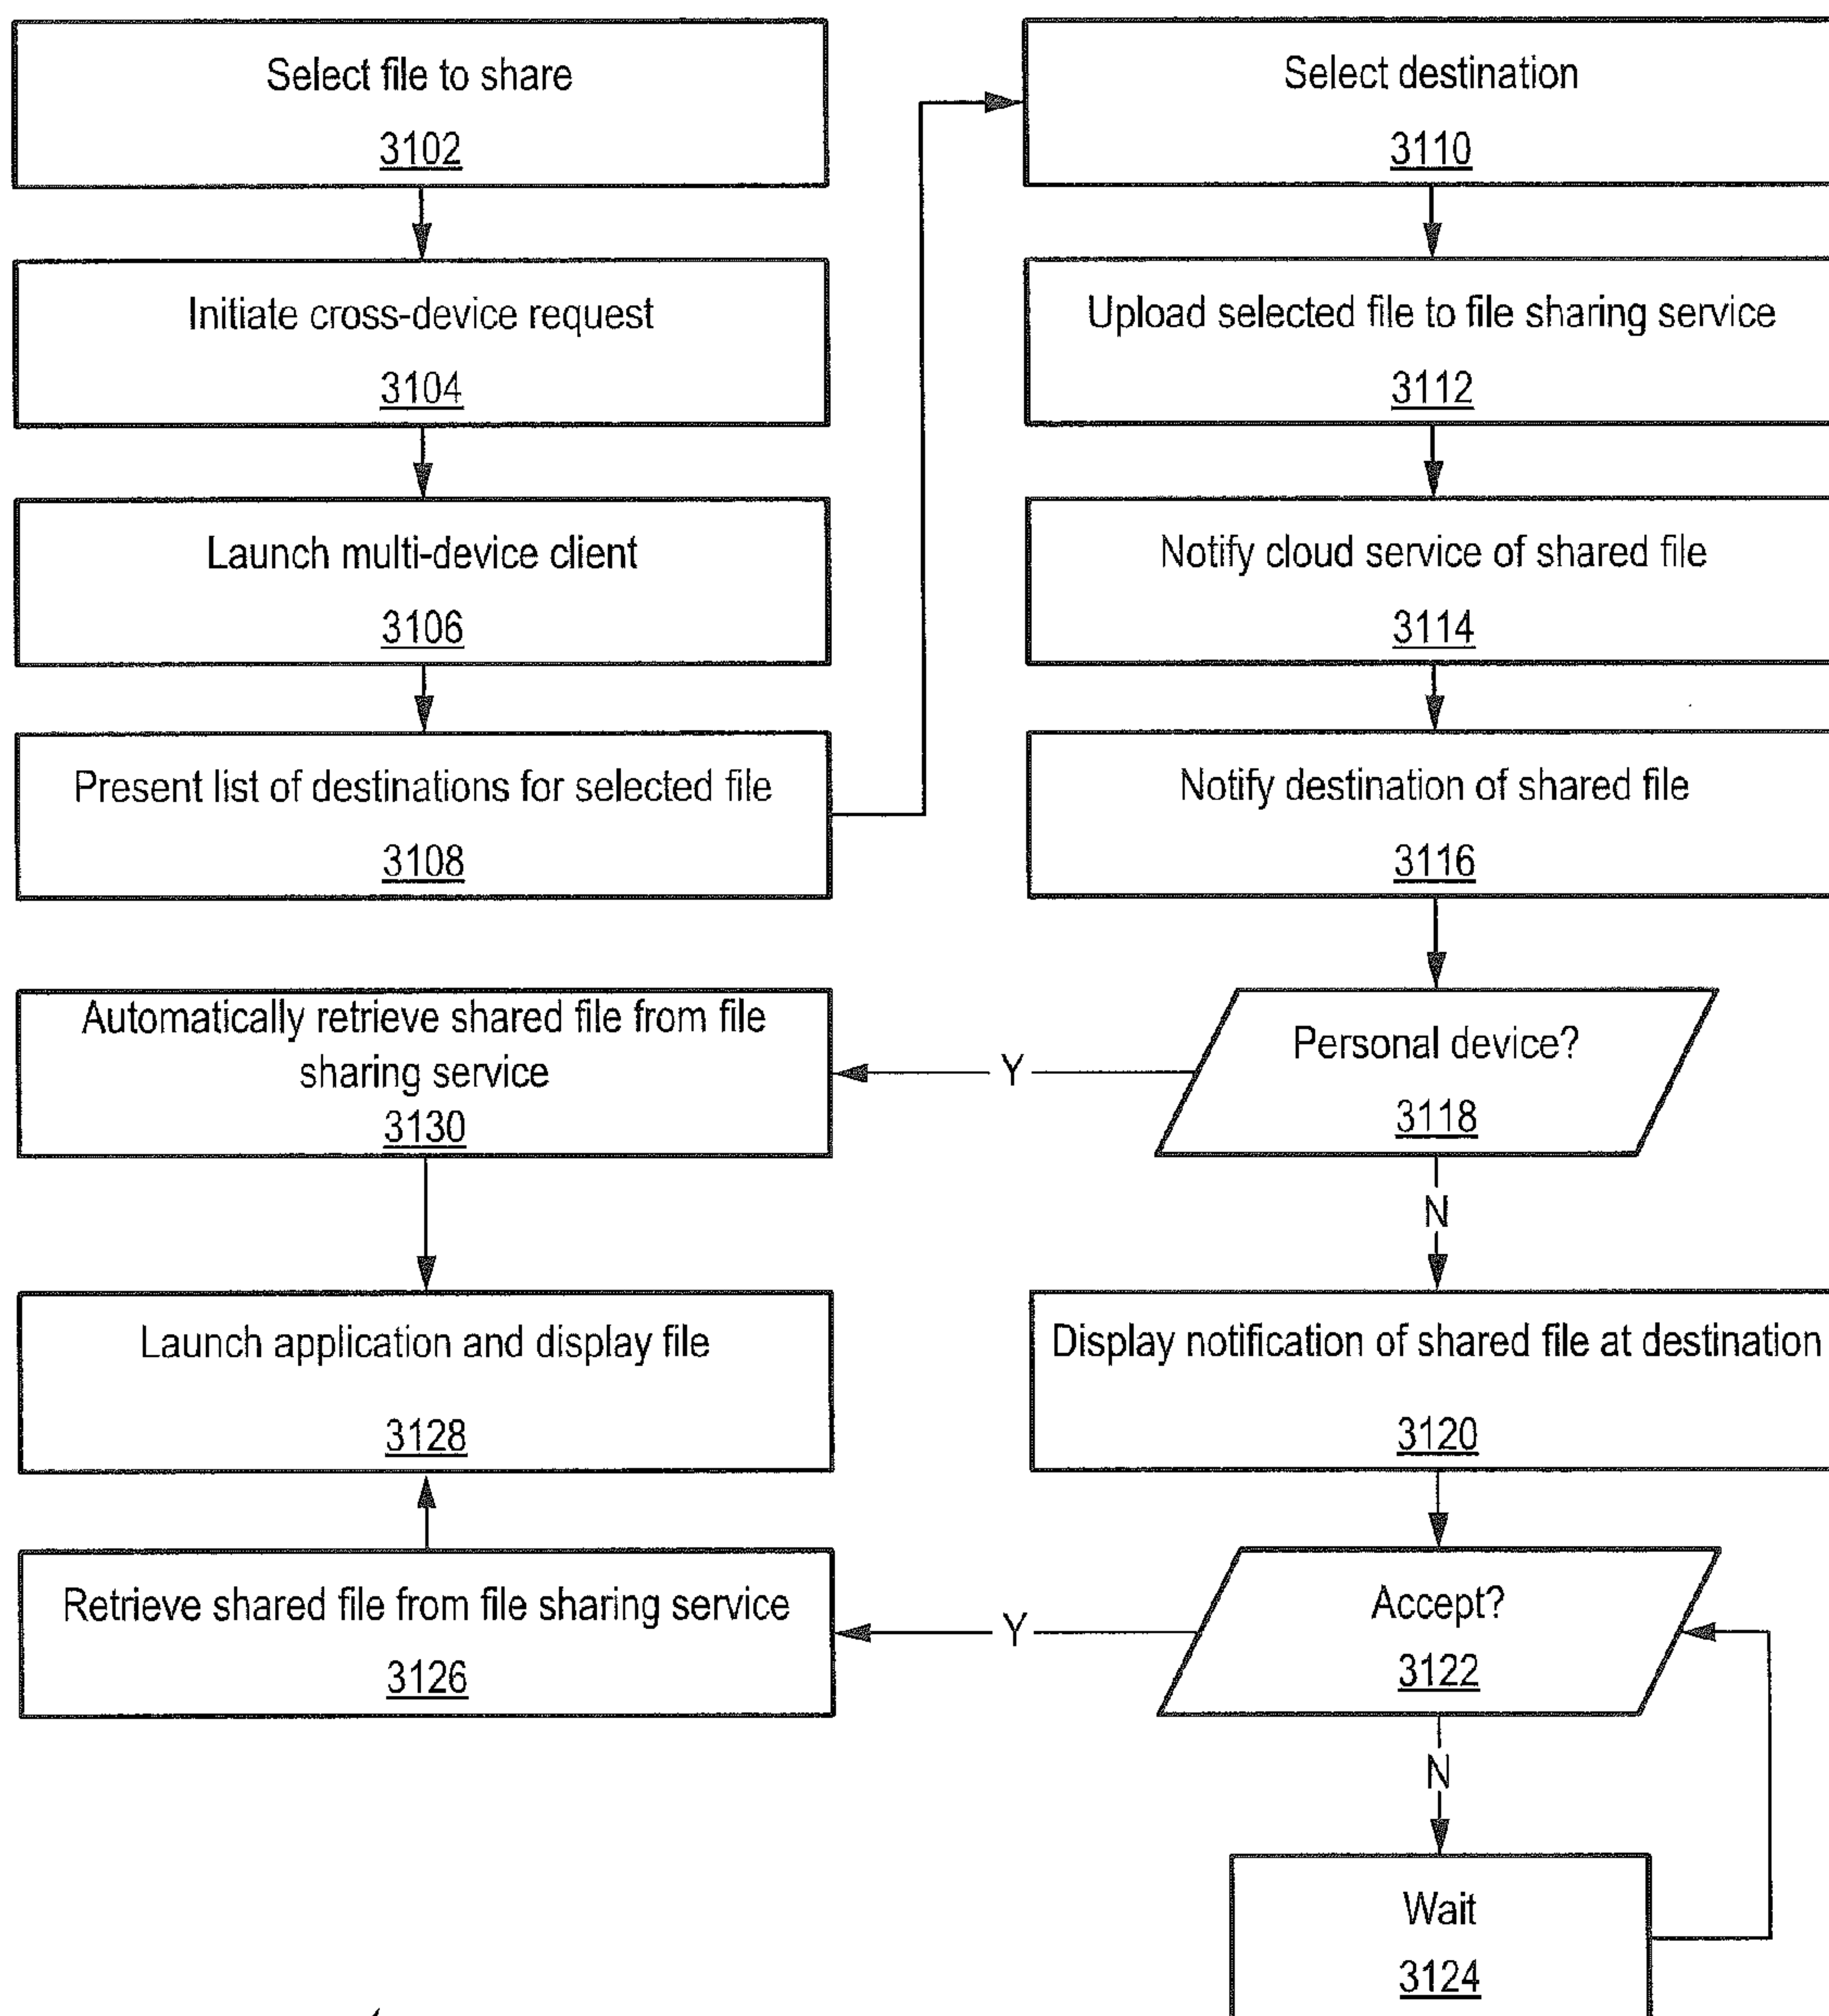 Select file to share
3102
Initiate cross-device request
3104
Launch multi-device client
3106
Present list of destinations for selected file
3108
Select destination
3110
Upload selected file to file sharing service
3112
Notify cloud service of shared file
3114
Notify destination of shared file
3116
Personal device?
3118
Y
N
Automatically retrieve shared file from file
sharing service
3130
Launch application and display file
3128
Display notification of shared file at destination
3120
Accept?
3122
Y
N
Retrieve shared file from file sharing service
3126
Wait
3124